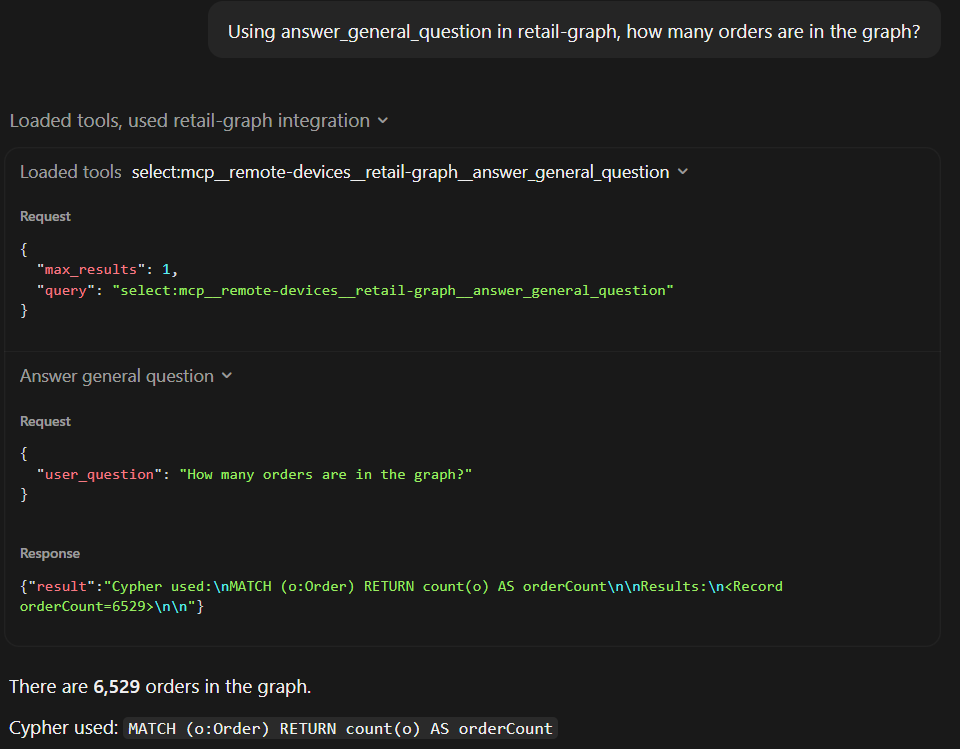 Using answer_general_question in retail-graph, how many orders are in the graph?
Loaded tools, used retail-graph integration
Loaded tools select:mcp__remote-devices__retail-graph__answer_general_question
Request
{
  "max_results": 1,
  "query": "select:mcp__remote-devices__retail-graph__answer_general_question"
}
Answer general question
Request
{
  "user_question": "How many orders are in the graph?"
}
Response
{"result":"Cypher used:\nMATCH (o:Order) RETURN count(o) AS orderCount\n\nResults:\n<Record
orderCount=6529>\n\n"}
There are 6,529 orders in the graph.
Cypher used: MATCH (o:Order) RETURN count(o) AS orderCount